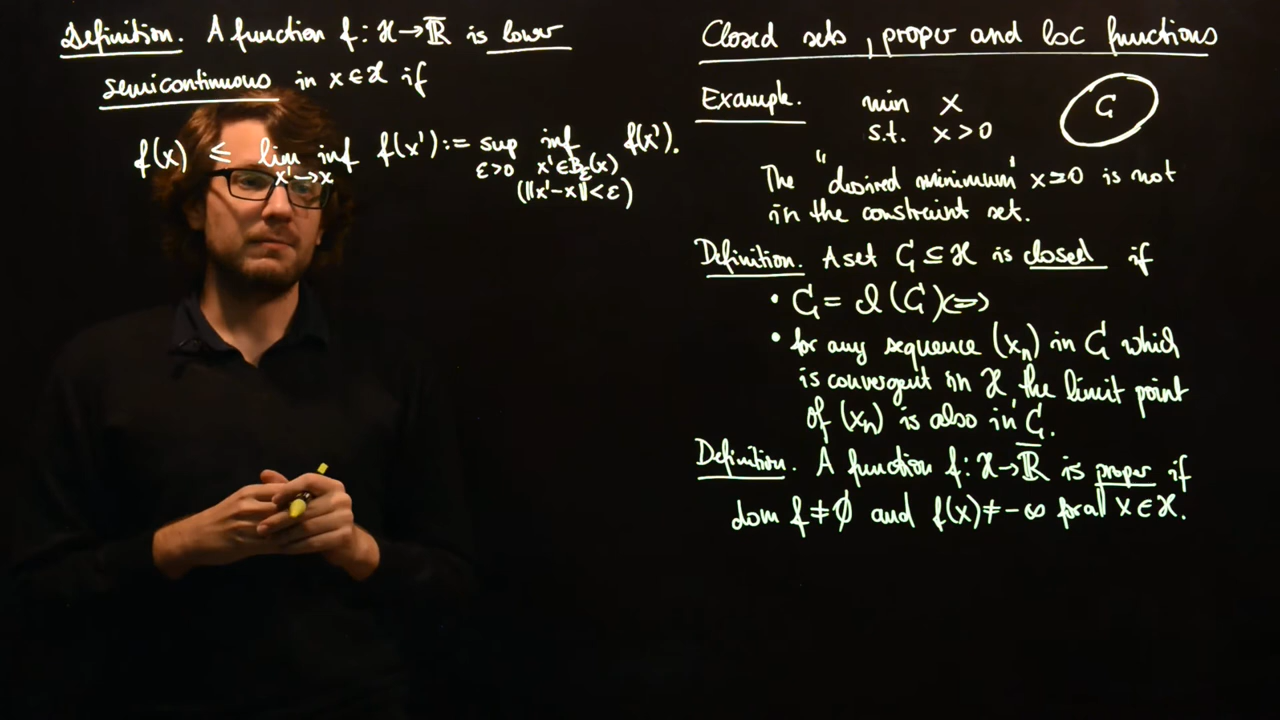 Definition. A function f: X→R̅ is lower
semicontinuous in x∈X if
f(x) ≤ lim inf f(x') := sup inf f(x').
x'→x ε>0 x'∈Bε(x)
(||x'-x||<ε)
Closed sets, proper and lsc functions
Example. min x
s.t. x>0
C
The "desired minimum" x=0 is not
in the constraint set.
Definition. A set C⊆X is closed if
• C = cl(C) ⇔
• for any sequence (xₙ) in C which
is convergent in X, the limit point
of (xₙ) is also in C.
Definition. A function f: X→R̅ is proper if
dom f≠∅ and f(x)≠-∞ for all x∈X.